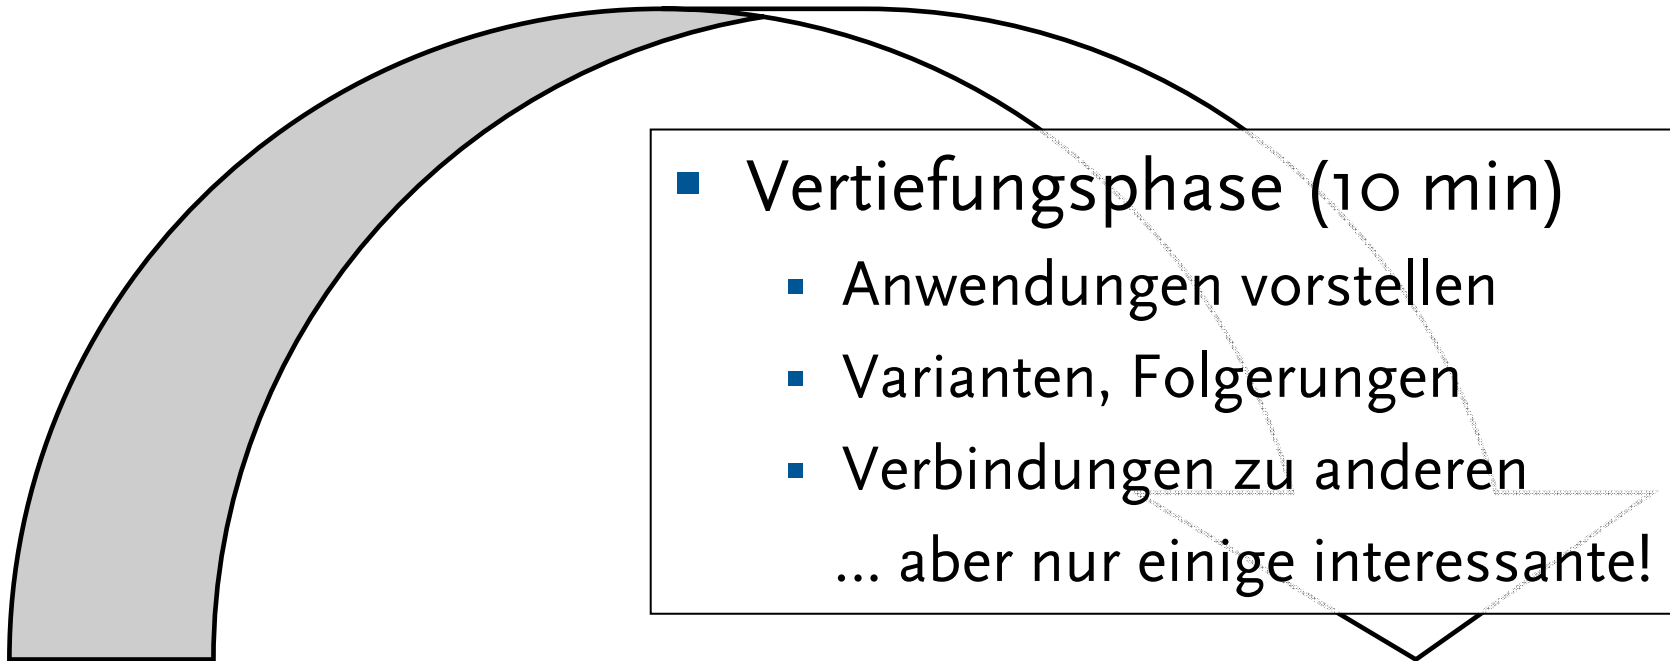 Vertiefungsphase (10 min)
Anwendungen vorstellen
Varianten, Folgerungen
Verbindungen zu anderen
... aber nur einige interessante!